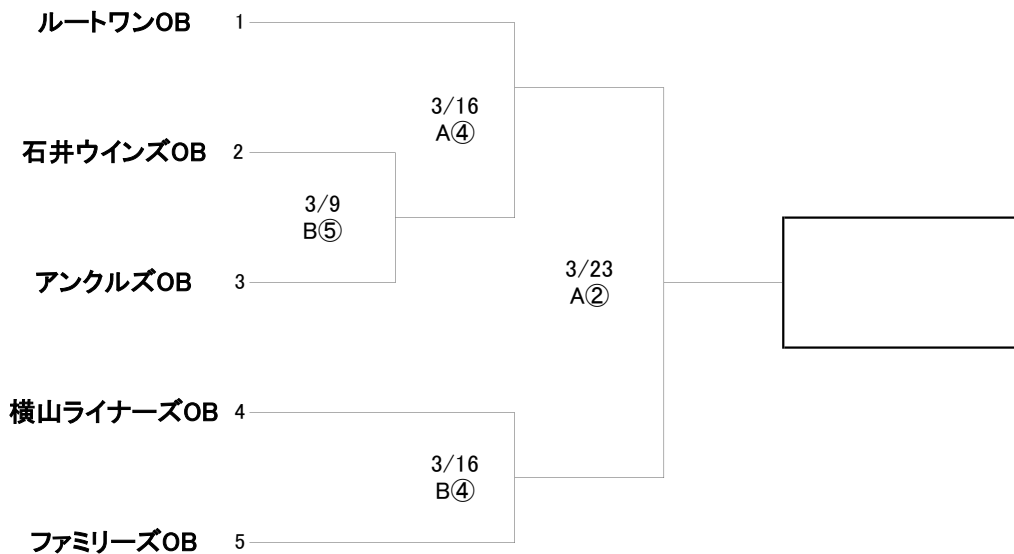 ルートワンOB 1
3/16
A④
石井ウインズOB 2
3/9
B⑤
アンクルズOB 3
3/23
A②
横山ライナーズOB 4
3/16
B④
ファミリーズOB 5